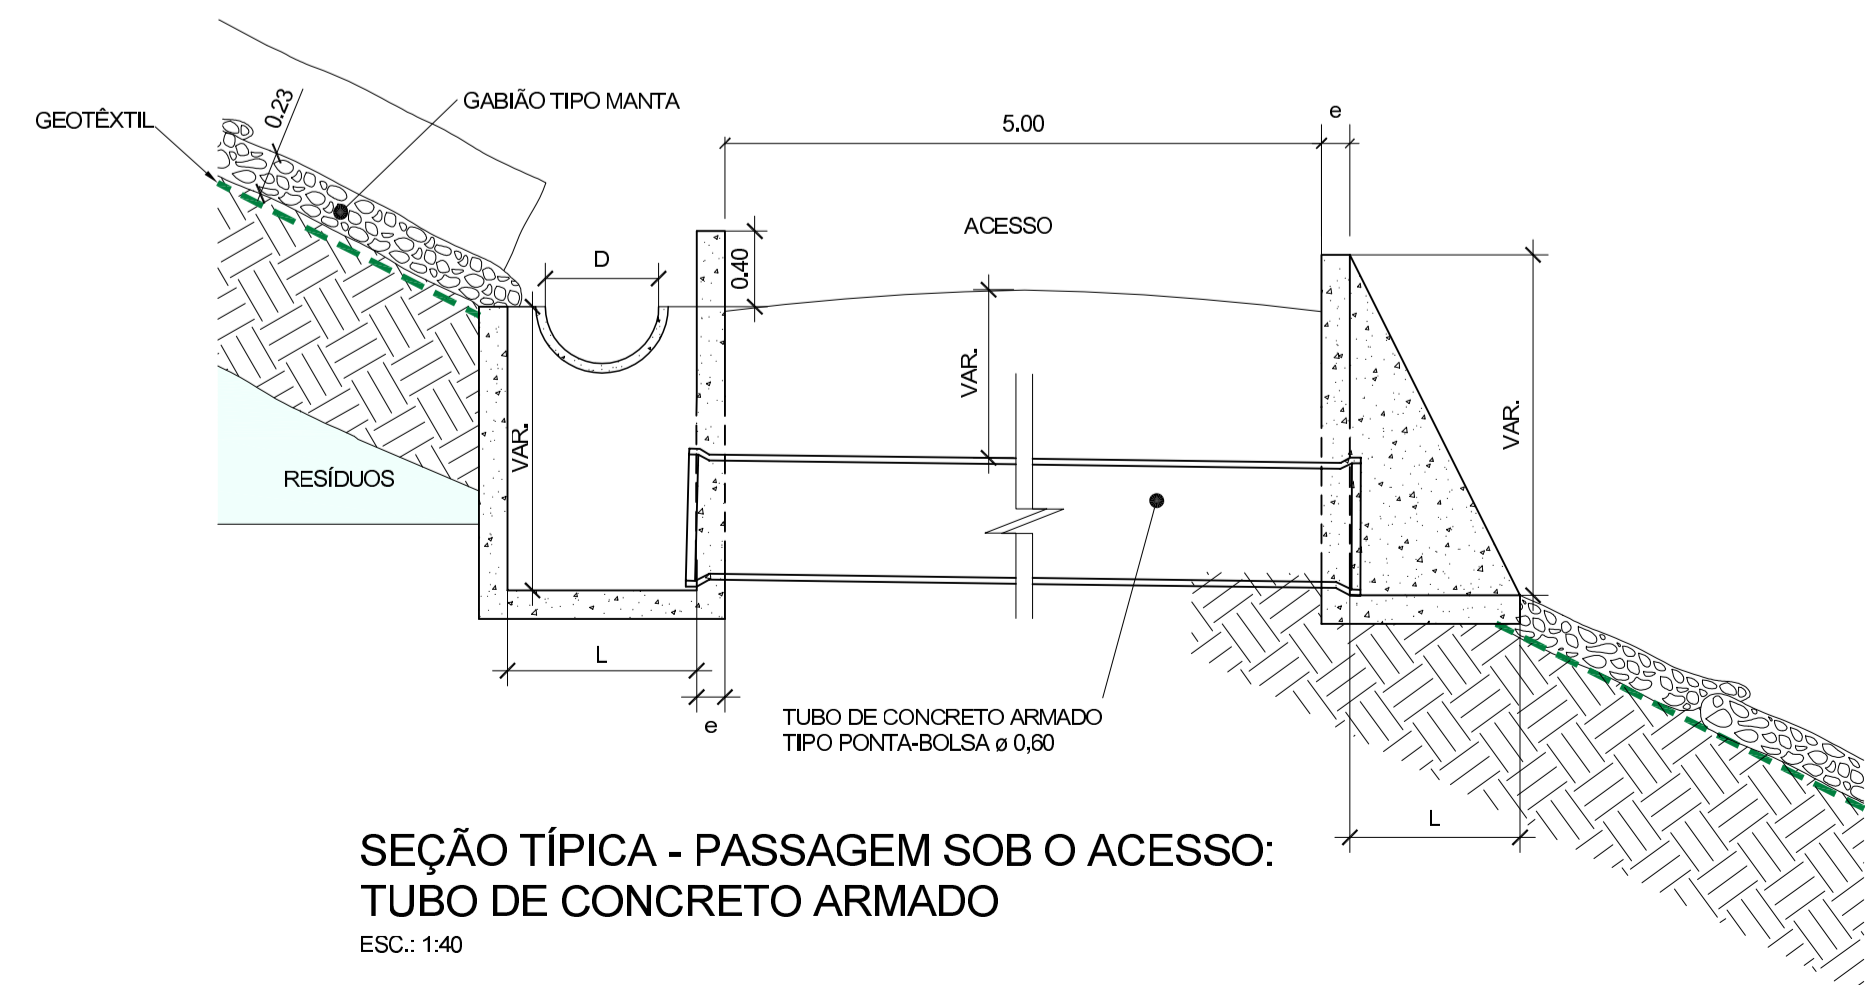 GEOTÊXTIL
0.23
GABIÃO TIPO MANTA
5.00
e
ACESSO
D
0.40
VAR.
VAR.
VAR.
RESÍDUOS
L
e
TUBO DE CONCRETO ARMADO
TIPO PONTA-BOLSA ø 0,60
L
SEÇÃO TÍPICA - PASSAGEM SOB O ACESSO:
TUBO DE CONCRETO ARMADO
ESC.: 1:40